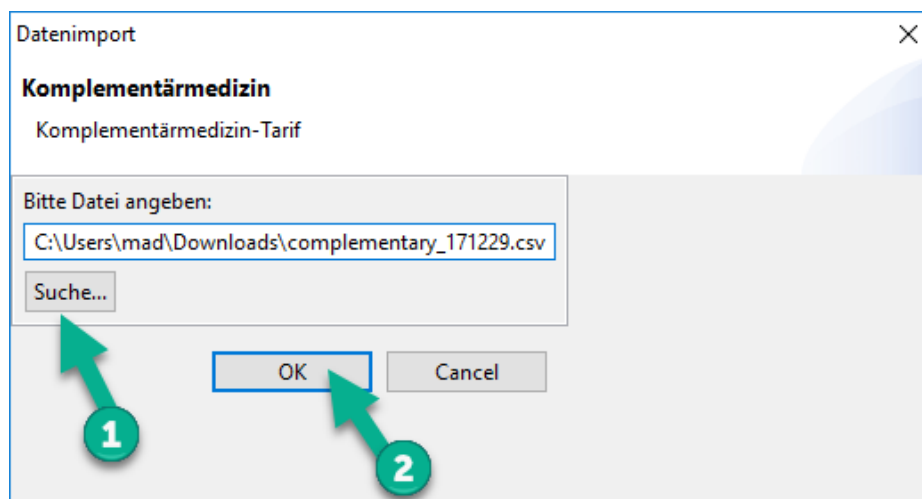 Datenimport
Komplementärmedizin
Komplementärmedizin-Tarif
Bitte Datei angeben:
C:\Users\mad\Downloads\complementary_171229.csv
Suche...
OK
Cancel
1
2